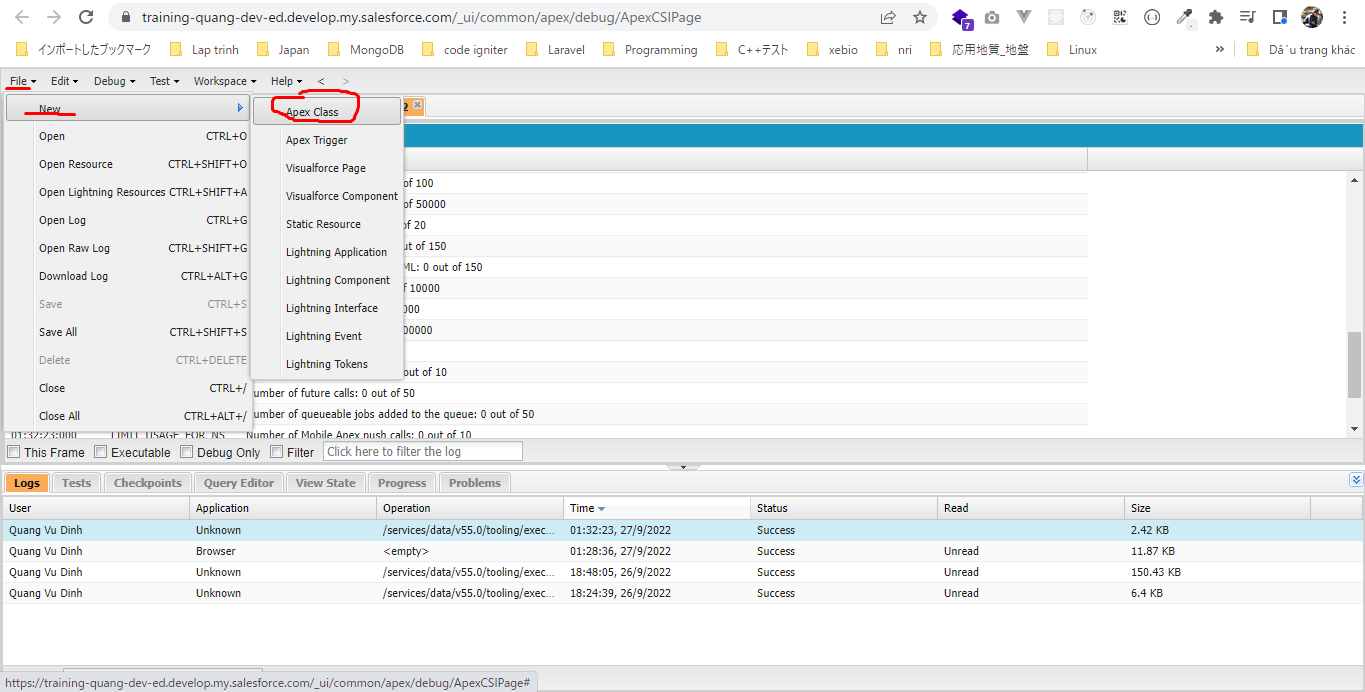 training-quang-dev-ed.develop.my.salesforce.com/_ui/common/apex/debug/ApexCSIPage
7
インポートしたブックマーク Lap trinh Japan MongoDB code igniter Laravel Programming C++テスト xebio nri 応用地質_地盤 Linux » Dấu trang khác
File Edit Debug Test Workspace Help < >
New
Open CTRL+O
Open Resource CTRL+SHIFT+O
Open Lightning Resources CTRL+SHIFT+A
Open Log CTRL+G
Open Raw Log CTRL+SHIFT+G
Download Log CTRL+ALT+G
Save CTRL+S
Save All CTRL+SHIFT+S
Delete CTRL+DELETE
Close CTRL+/
Close All CTRL+ALT+/
Apex Class
Apex Trigger
Visualforce Page
Visualforce Component
Static Resource
Lightning Application
Lightning Component
Lightning Interface
Lightning Event
Lightning Tokens
of 100
of 50000
of 20
out of 150
ML: 0 out of 150
10000
000
00000
out of 10
umber of future calls: 0 out of 50
umber of queueable jobs added to the queue: 0 out of 50
01:32:23:000 LIMIT_USAGE_FOR_NS Number of Mobile Apex push calls: 0 out of 10
This Frame Executable Debug Only Filter Click here to filter the log
Logs Tests Checkpoints Query Editor View State Progress Problems
User Application Operation Time Status Read Size
Quang Vu Dinh Unknown /services/data/v55.0/tooling/exec... 01:32:23, 27/9/2022 Success 2.42 KB
Quang Vu Dinh Browser <empty> 01:28:36, 27/9/2022 Success Unread 11.87 KB
Quang Vu Dinh Unknown /services/data/v55.0/tooling/exec... 18:48:05, 26/9/2022 Success Unread 150.43 KB
Quang Vu Dinh Unknown /services/data/v55.0/tooling/exec... 18:24:39, 26/9/2022 Success Unread 6.4 KB
https://training-quang-dev-ed.develop.my.salesforce.com/_ui/common/apex/debug/ApexCSIPage#